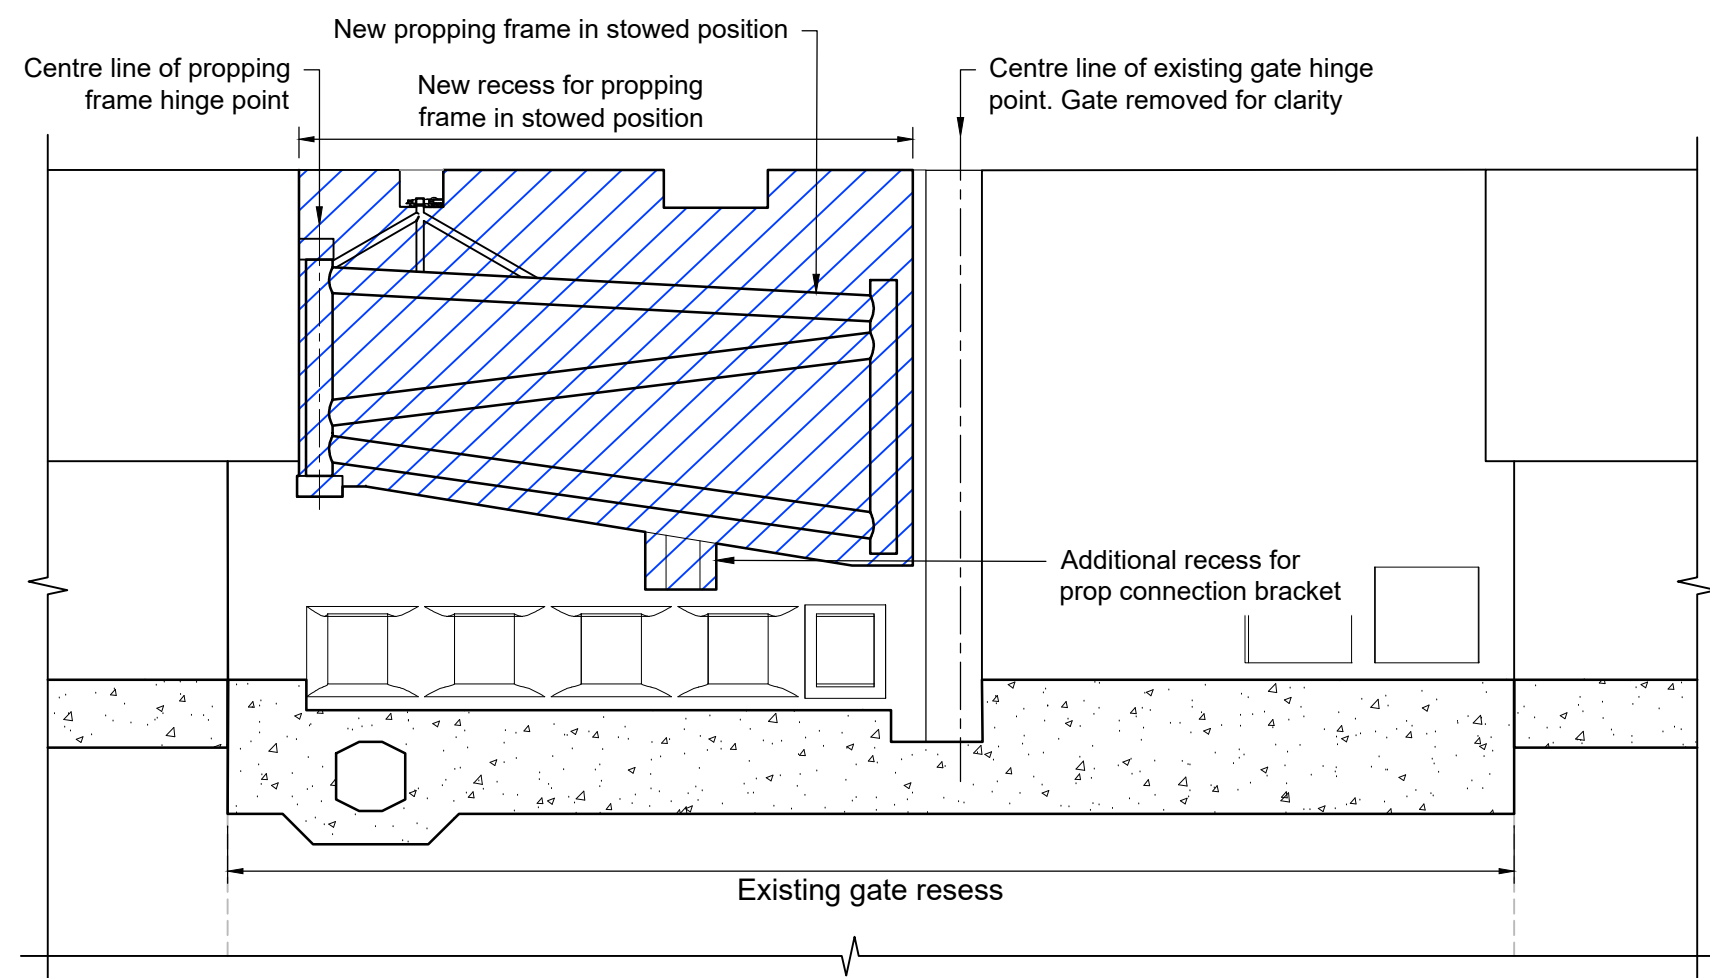 New propping frame in stowed position
Centre line of propping
frame hinge point
New recess for propping
frame in stowed position
Centre line of existing gate hinge
point. Gate removed for clarity
Additional recess for
prop connection bracket
Existing gate resess